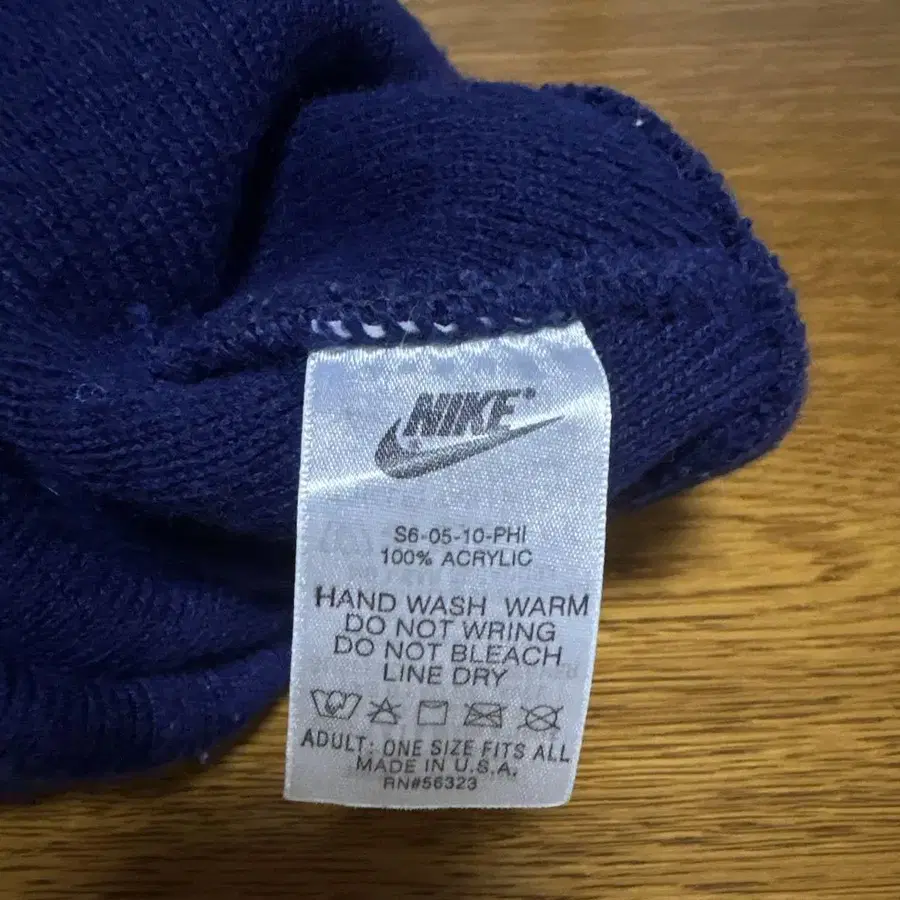 NIKE®
S6-05-10-PHI
100% ACRYLIC
HAND WASH WARM
DO NOT WRING
DO NOT BLEACH
LINE DRY
ADULT: ONE SIZE FITS ALL
MADE IN U.S.A.
RN#56323